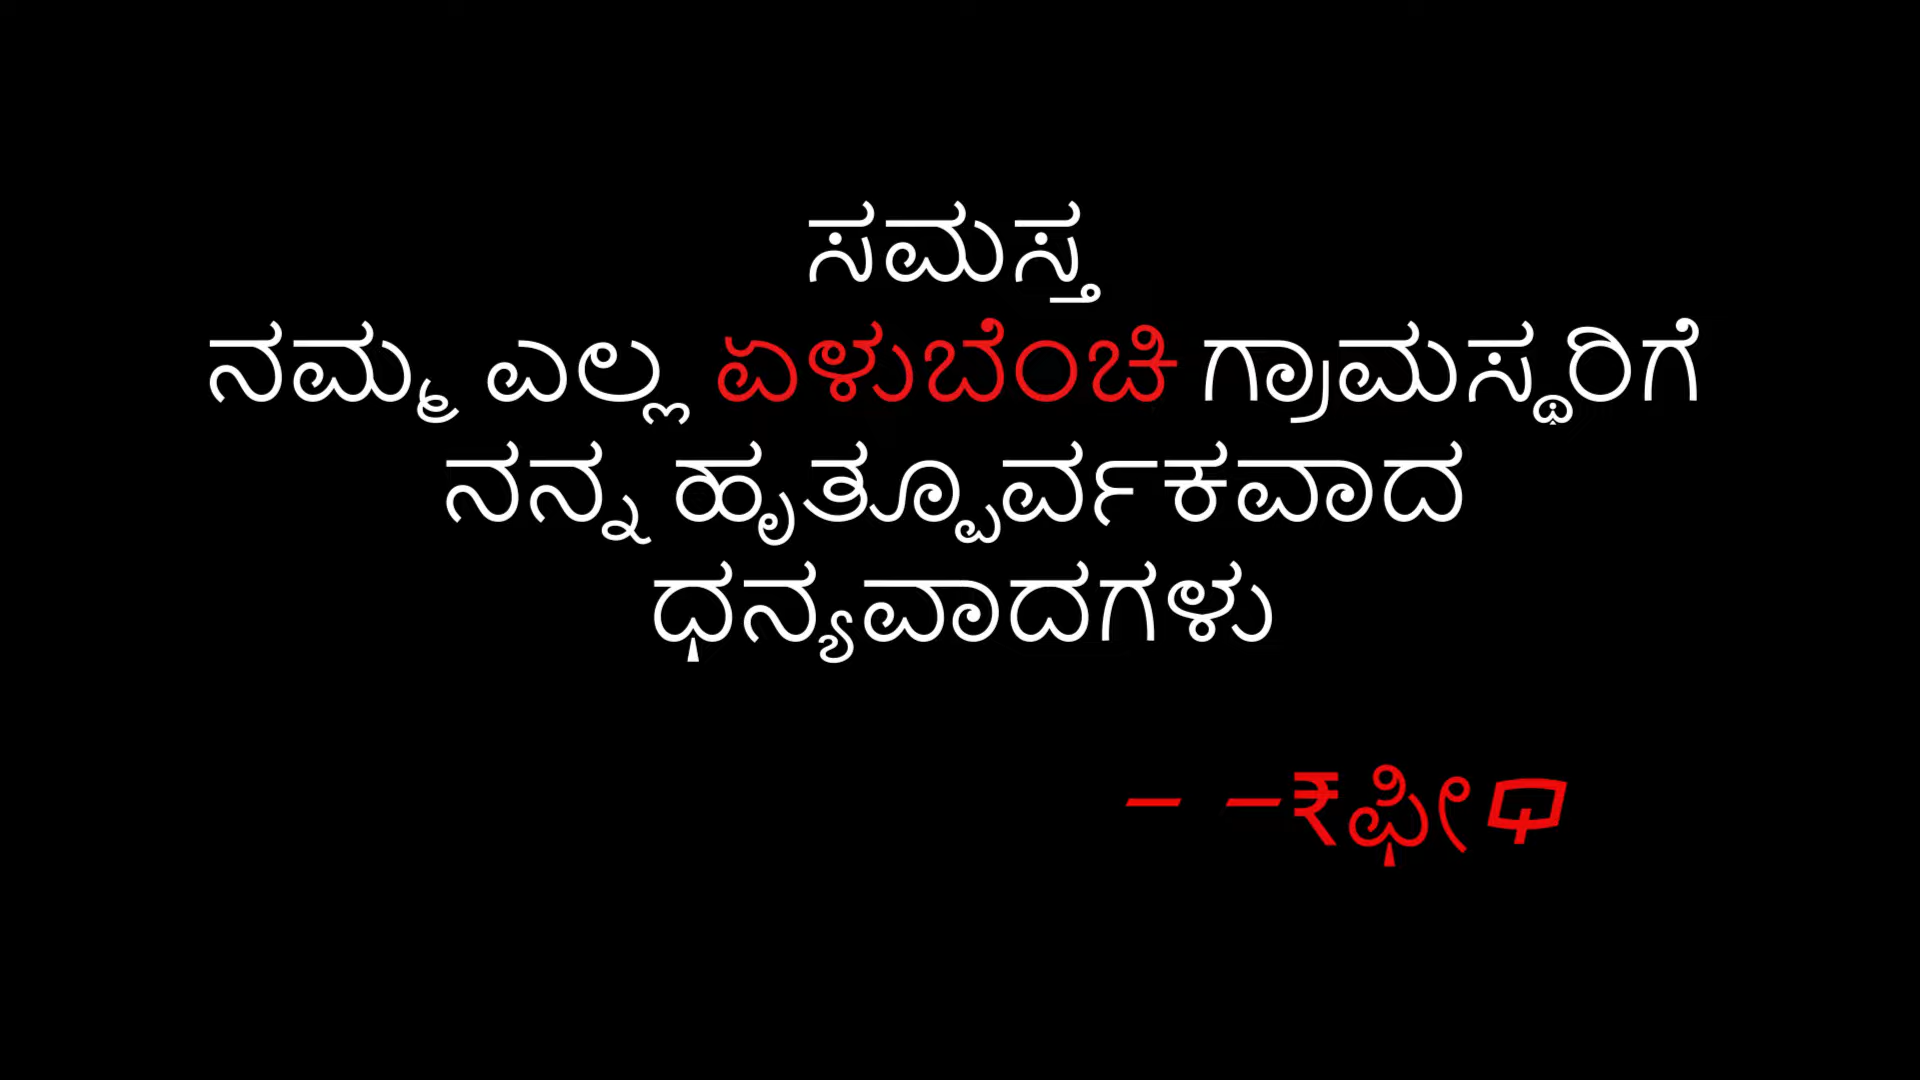 ಸಮಸ್ತ
ನಮ್ಮ ಎಲ್ಲ ಏಳುಬೆಂಚಿ ಗ್ರಾಮಸ್ಥರಿಗೆ
ನನ್ನ ಹೃತ್ಪೂರ್ವಕವಾದ
ಧನ್ಯವಾದಗಳು